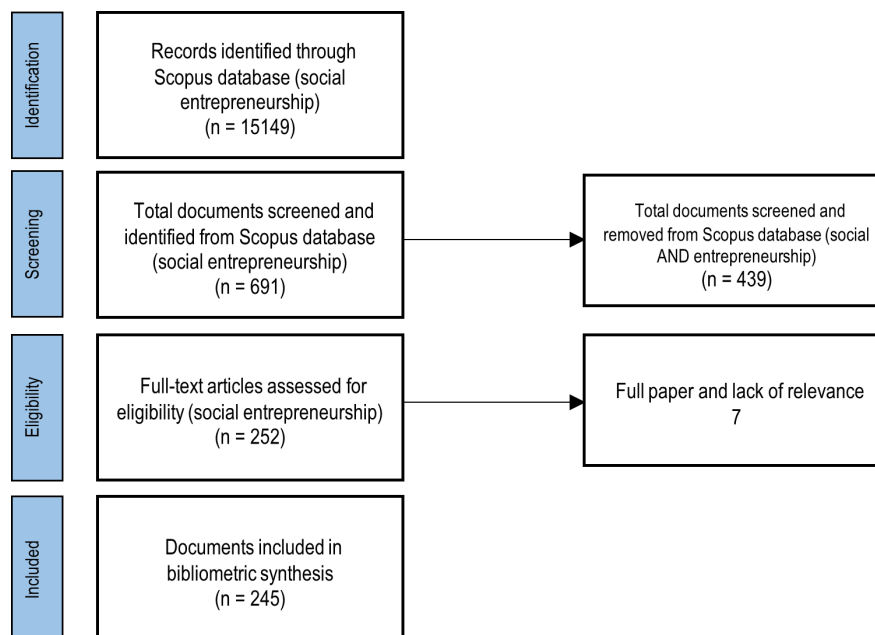 Identification
Records identified through
Scopus database (social
entrepreneurship)
(n = 15149)
Screening
Total documents screened and
identified from Scopus database
(social entrepreneurship)
(n = 691)
Total documents screened and
removed from Scopus database (social
AND entrepreneurship)
(n = 439)
Eligibility
Full-text articles assessed for
eligibility (social entrepreneurship)
(n = 252)
Full paper and lack of relevance
7
Included
Documents included in
bibliometric synthesis
(n = 245)